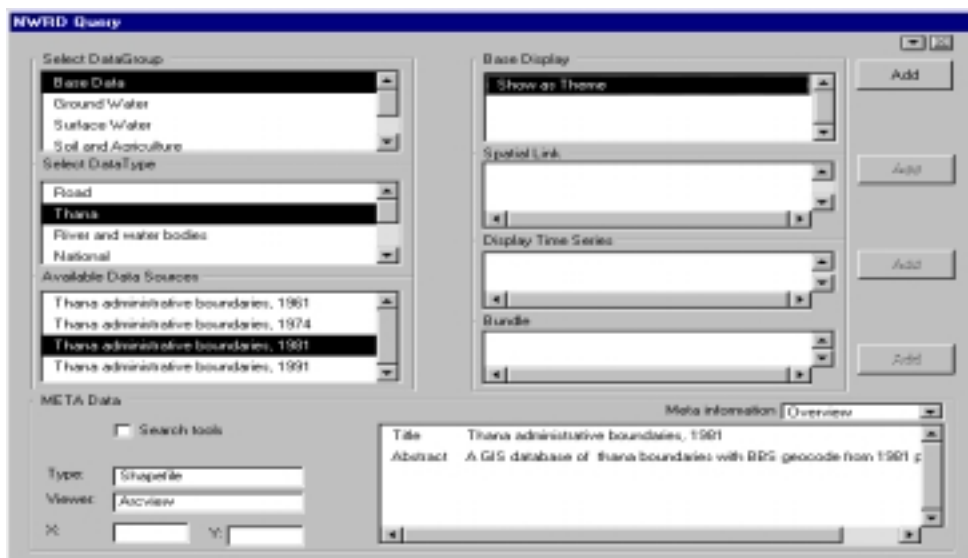 NWRD Query
Select DataGroup
Base Data
Ground Water
Surface Water
Soil and Agriculture
Select DataType
Road
Thana
River and water bodies
National
Available Data Sources
Thana administrative boundaries, 1961
Thana administrative boundaries, 1974
Thana administrative boundaries, 1981
Thana administrative boundaries, 1991
Base Display
Show as Theme
Add
Spatial Link
Add
Display Time Series
Add
Bundle
Add
META Data
Search tools
Type: Shapefile
Viewer: Arcview
X: Y:
Meta information Overview
Title Thana administrative boundaries, 1981
Abstract A GIS database of thana boundaries with BBS geocode from 1981 p